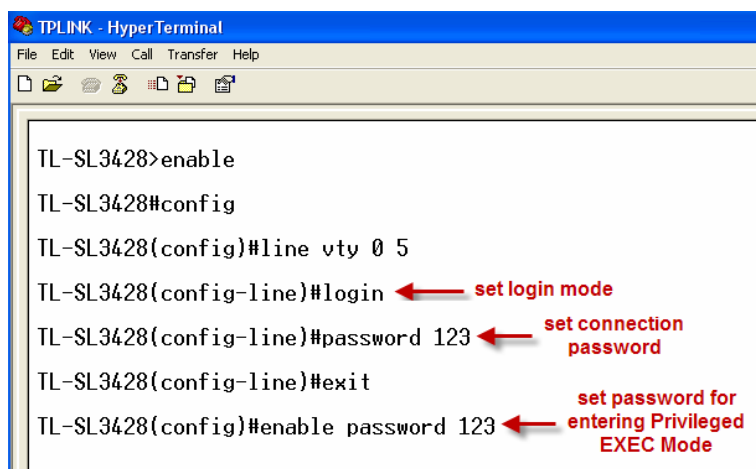 TPLINK - HyperTerminal
File Edit View Call Transfer Help
TL-SL3428>enable
TL-SL3428#config
TL-SL3428(config)#line vty 0 5
TL-SL3428(config-line)#login
set login mode
TL-SL3428(config-line)#password 123
set connection
password
TL-SL3428(config-line)#exit
TL-SL3428(config)#enable password 123
set password for
entering Privileged
EXEC Mode